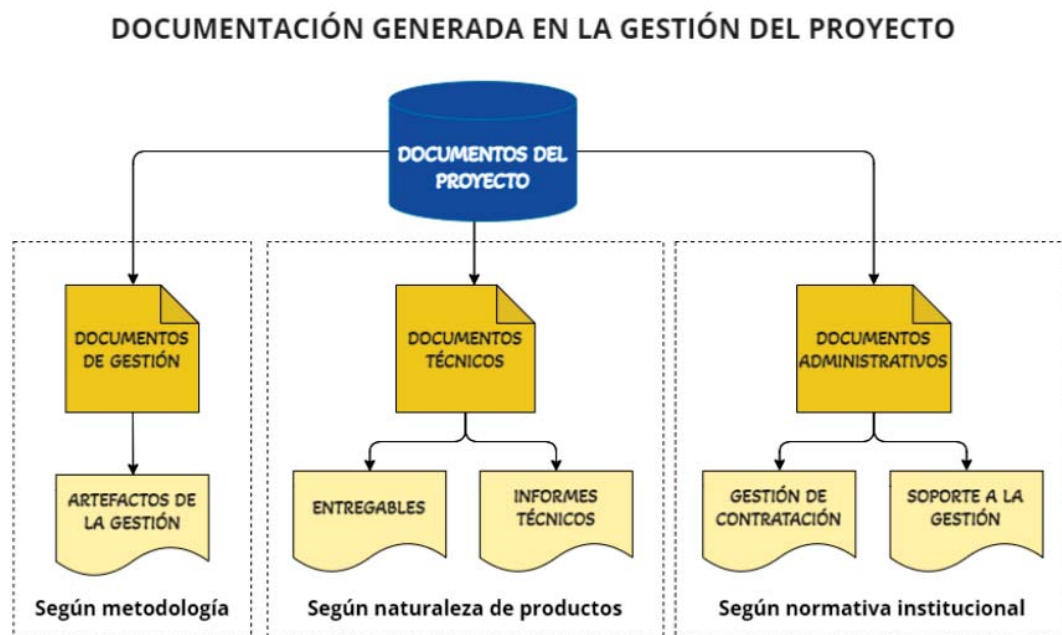 DOCUMENTACIÓN GENERADA EN LA GESTIÓN DEL PROYECTO
DOCUMENTOS DEL
PROYECTO
DOCUMENTOS
DE GESTIÓN
DOCUMENTOS
TÉCNICOS
DOCUMENTOS
ADMINISTRATIVOS
ARTEFACTOS DE
LA GESTIÓN
ENTREGABLES
INFORMES
TÉCNICOS
GESTIÓN DE
CONTRATACIÓN
SOPORTE A LA
GESTIÓN
Según metodología
Según naturaleza de productos
Según normativa institucional